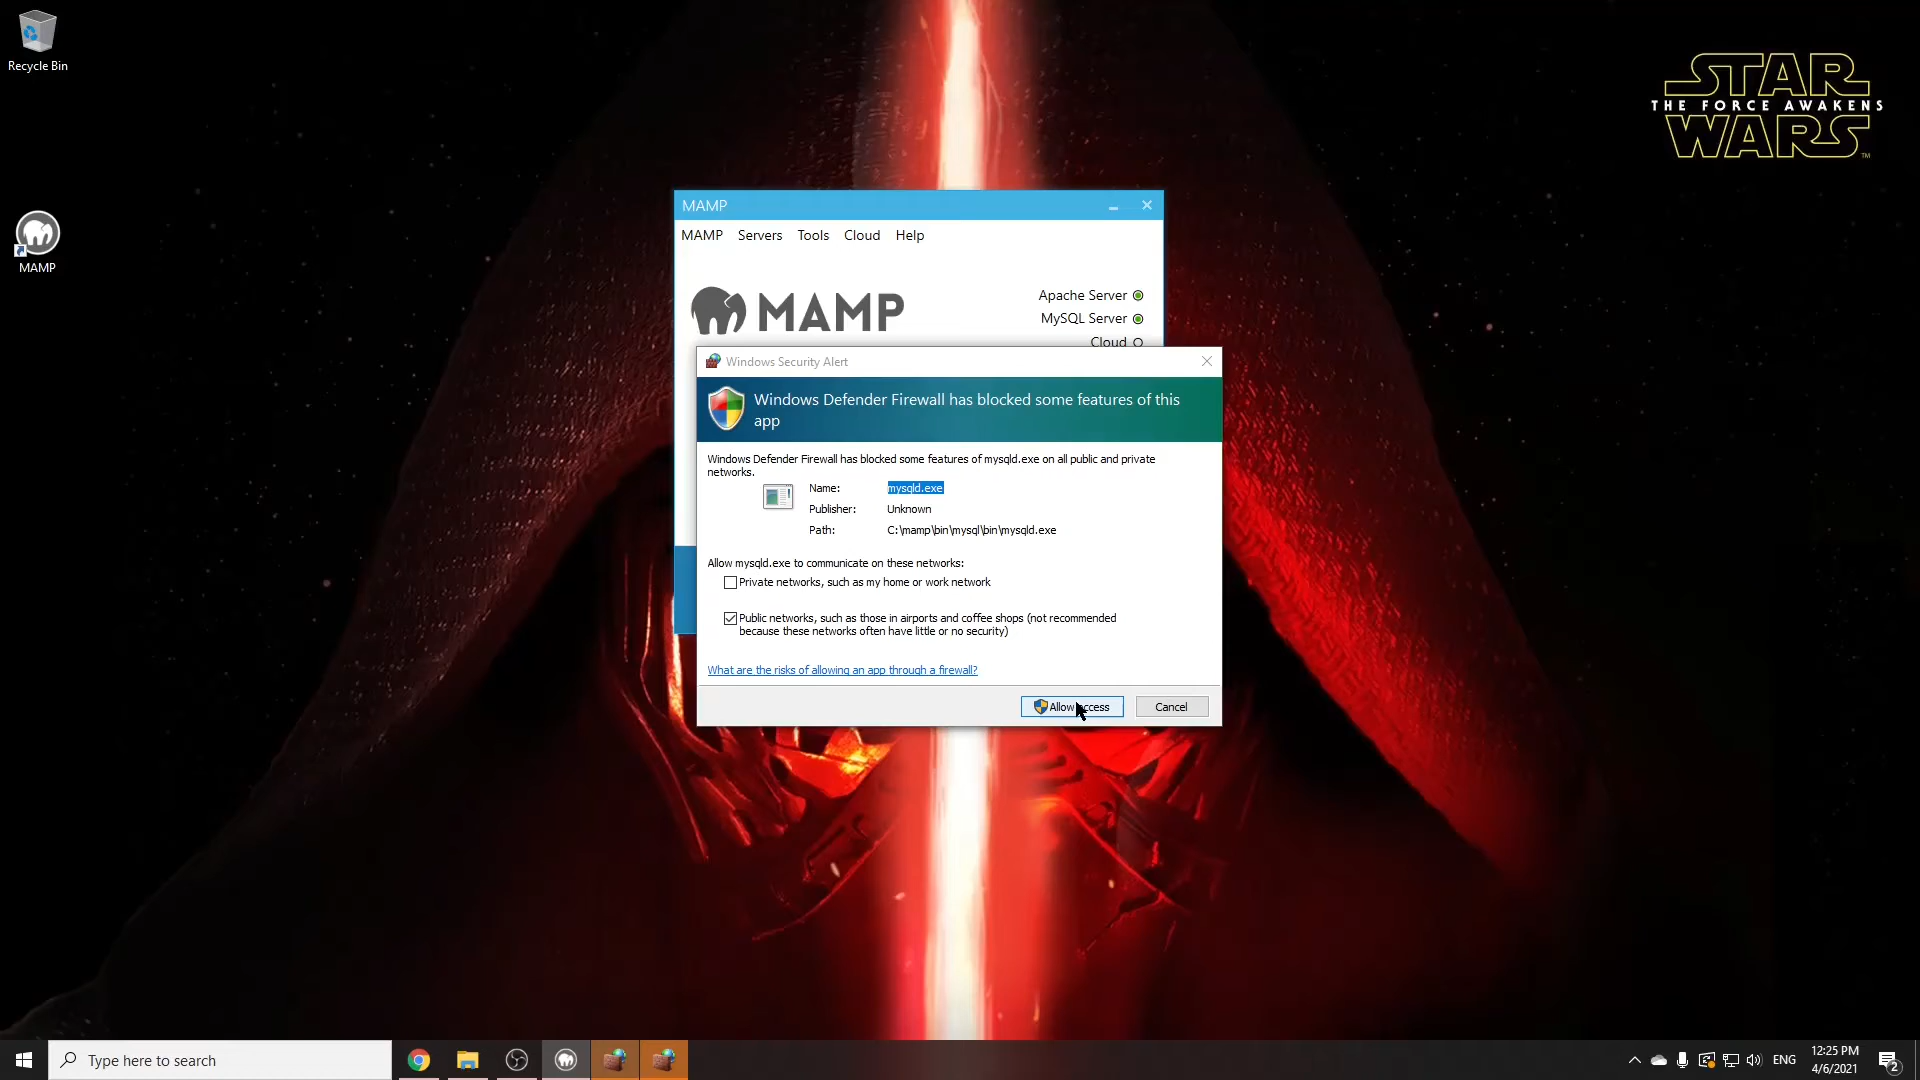 Recycle Bin
STAR
THE FORCE AWAKENS
WARS
TM
MAMP
MAMP
MAMP Servers Tools Cloud Help
MAMP
Apache Server
MySQL Server
Cloud
Windows Security Alert
Windows Defender Firewall has blocked some features of this
app
Windows Defender Firewall has blocked some features of mysqld.exe on all public and private
networks.
Name: mysqld.exe
Publisher: Unknown
Path: C:\mamp\bin\mysql\bin\mysqld.exe
Allow mysqld.exe to communicate on these networks:
Private networks, such as my home or work network
Public networks, such as those in airports and coffee shops (not recommended
because these networks often have little or no security)
What are the risks of allowing an app through a firewall?
Allow access Cancel
Type here to search
ENG
12:25 PM
4/6/2021
2